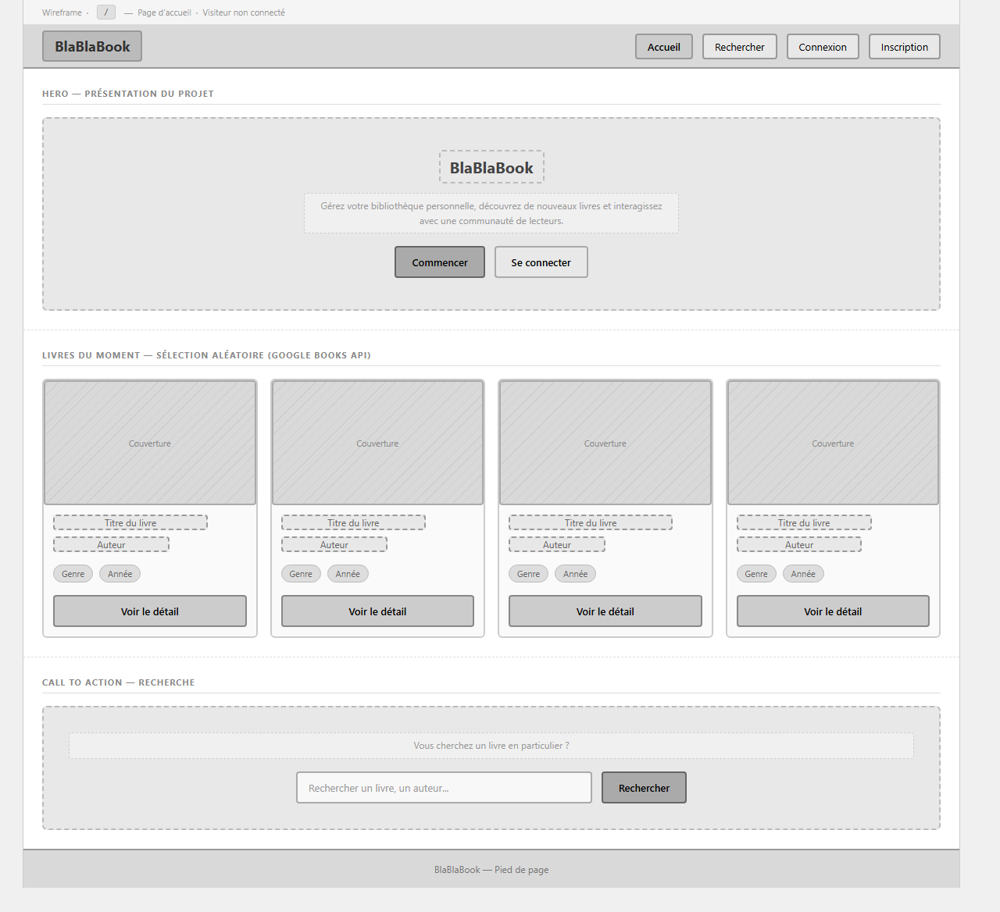 Wireframe · / — Page d'accueil · Visiteur non connecté
BlaBlaBook
Accueil
Rechercher
Connexion
Inscription
HERO — PRÉSENTATION DU PROJET
BlaBlaBook
Gérez votre bibliothèque personnelle, découvrez de nouveaux livres et interagissez
avec une communauté de lecteurs.
Commencer
Se connecter
LIVRES DU MOMENT — SÉLECTION ALÉATOIRE (GOOGLE BOOKS API)
Couverture
Titre du livre
Auteur
Genre
Année
Voir le détail
Couverture
Titre du livre
Auteur
Genre
Année
Voir le détail
Couverture
Titre du livre
Auteur
Genre
Année
Voir le détail
Couverture
Titre du livre
Auteur
Genre
Année
Voir le détail
CALL TO ACTION — RECHERCHE
Vous cherchez un livre en particulier ?
Rechercher un livre, un auteur...
Rechercher
BlaBlaBook — Pied de page